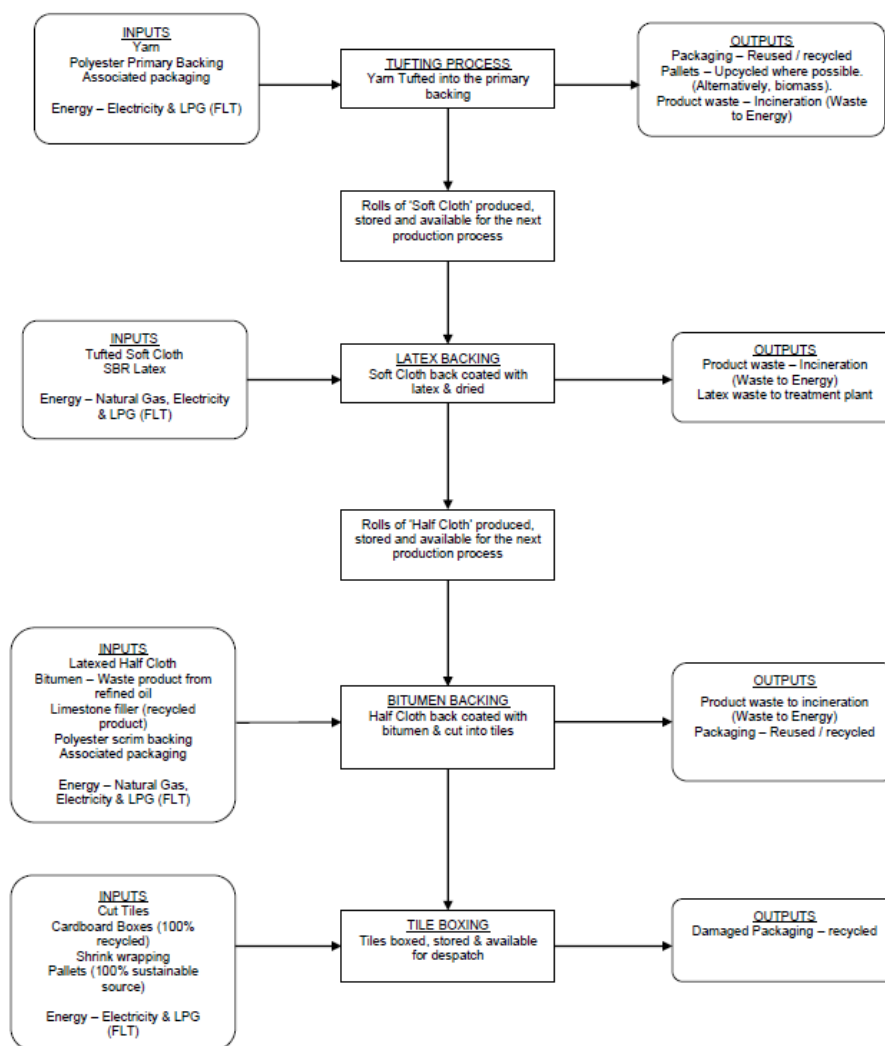 INPUTS
Yarn
Polyester Primary Backing
Associated packaging
Energy – Electricity & LPG (FLT)
TUFTING PROCESS
Yarn Tufted into the primary
backing
OUTPUTS
Packaging – Reused / recycled
Pallets – Upcycled where possible.
(Alternatively, biomass).
Product waste – Incineration (Waste
to Energy)
Rolls of 'Soft Cloth' produced,
stored and available for the next
production process
INPUTS
Tufted Soft Cloth
SBR Latex
Energy – Natural Gas, Electricity
& LPG (FLT)
LATEX BACKING
Soft Cloth back coated with
latex & dried
OUTPUTS
Product waste – Incineration
(Waste to Energy)
Latex waste to treatment plant
Rolls of 'Half Cloth' produced,
stored and available for the next
production process
INPUTS
Latexed Half Cloth
Bitumen – Waste product from
refined oil
Limestone filler (recycled
product)
Polyester scrim backing
Associated packaging
Energy – Natural Gas,
Electricity & LPG (FLT)
BITUMEN BACKING
Half Cloth back coated with
bitumen & cut into tiles
OUTPUTS
Product waste to incineration
(Waste to Energy)
Packaging – Reused / recycled
INPUTS
Cut Tiles
Cardboard Boxes (100%
recycled)
Shrink wrapping
Pallets (100% sustainable
source)
Energy – Electricity & LPG
(FLT)
TILE BOXING
Tiles boxed, stored & available
for despatch
OUTPUTS
Damaged Packaging – recycled